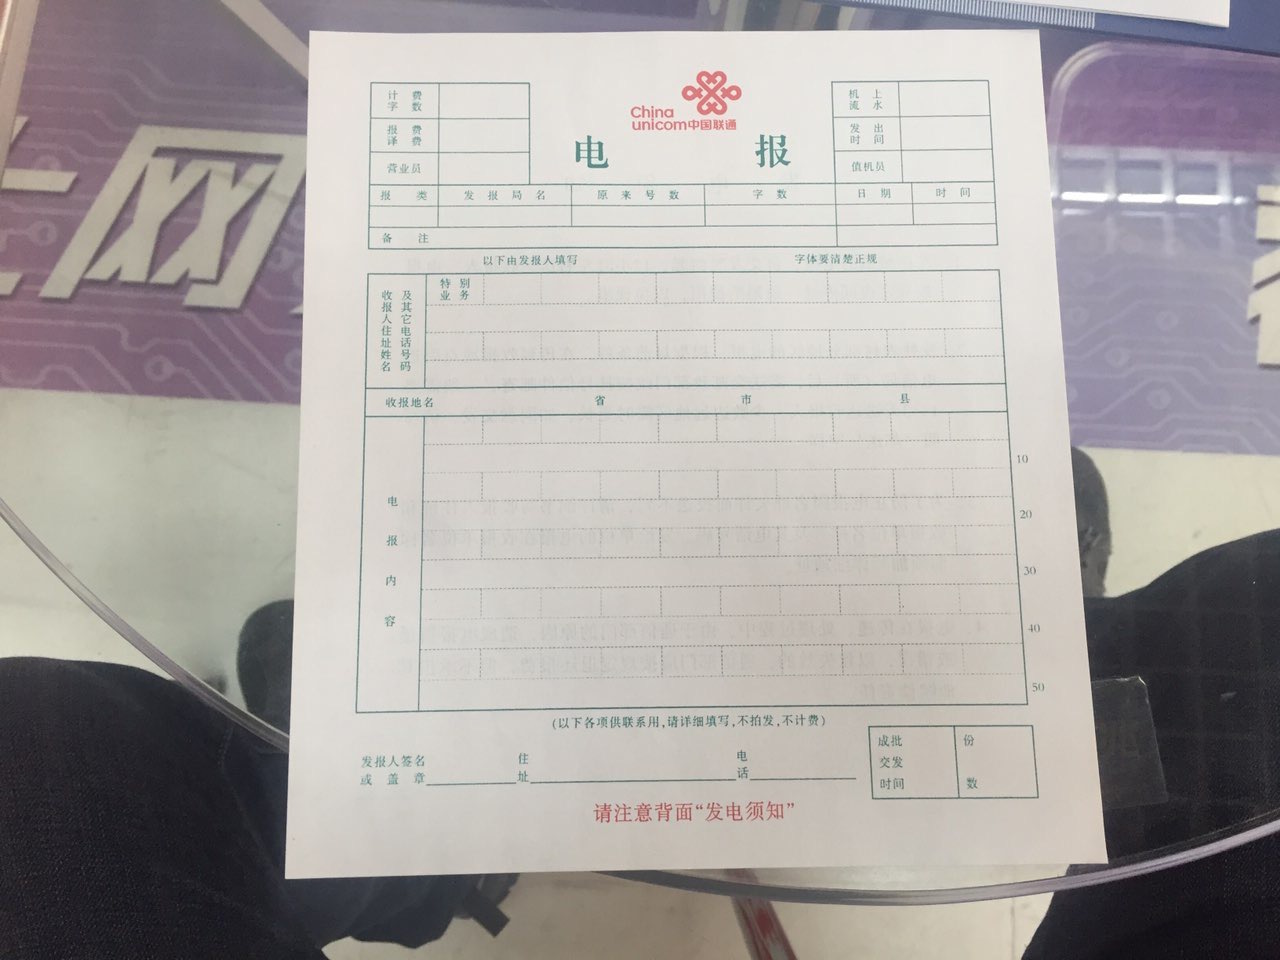 计费字数
机上流水
China unicom中国联通
报费译费
发出时间
电 报
营业员
值机员
报类 发报局名 原来号数 字数 日期 时间
备注
以下由发报人填写 字体要清楚正规
特别业务
收报人住址姓名
及其它电话号码
收报地名 省 市 县
电报内容
10
20
30
40
50
(以下各项供联系用,请详细填写,不拍发,不计费)
发报人签名或盖章 住址 电话
成批交发时间 份数
请注意背面“发电须知”
网